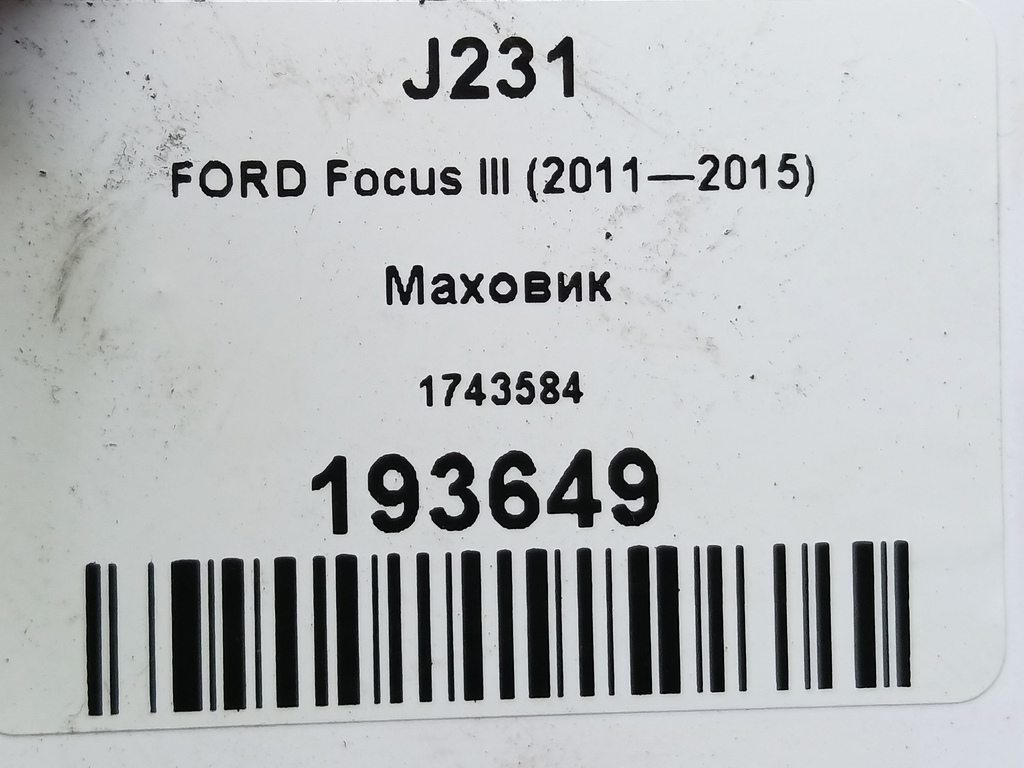 J231
FORD Focus III (2011—2015)
Маховик
1743584
193649